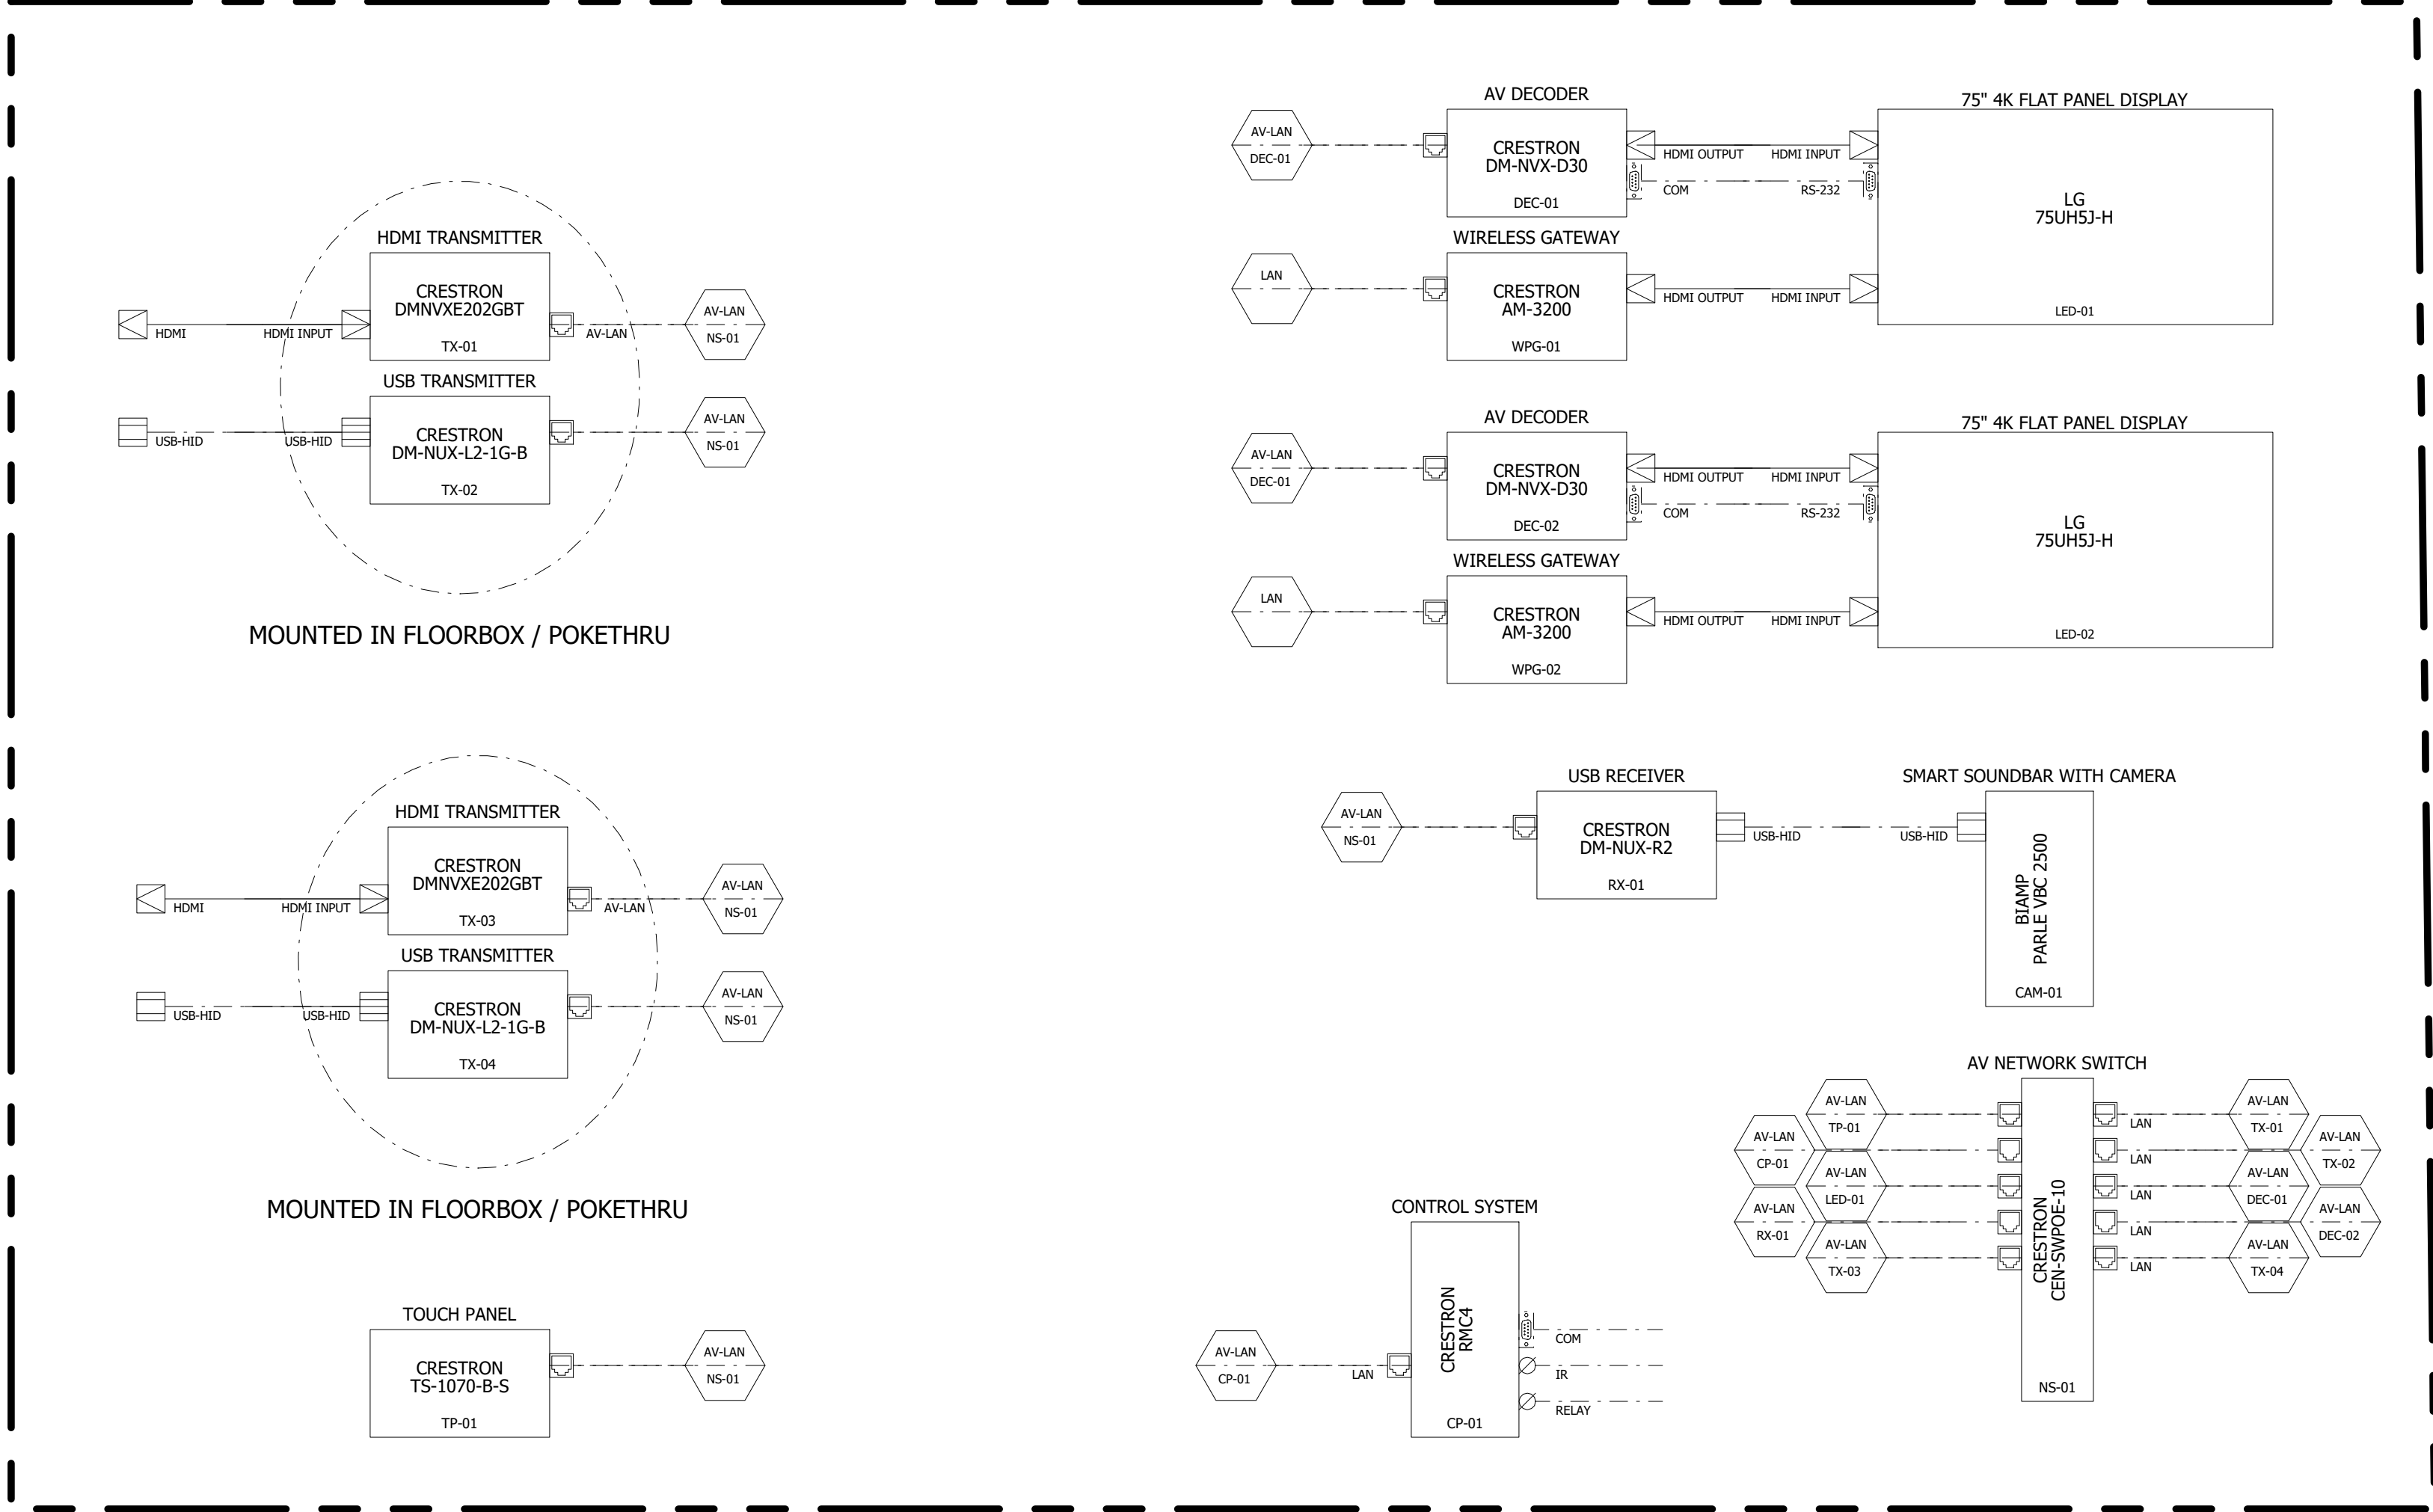 HDMI TRANSMITTER
CRESTRON
DMNVXE202GBT
TX-01
HDMI
HDMI INPUT
AV-LAN
AV-LAN
NS-01
USB TRANSMITTER
CRESTRON
DM-NUX-L2-1G-B
TX-02
USB-HID
USB-HID
AV-LAN
NS-01
MOUNTED IN FLOORBOX / POKETHRU
HDMI TRANSMITTER
CRESTRON
DMNVXE202GBT
TX-03
HDMI
HDMI INPUT
AV-LAN
AV-LAN
NS-01
USB TRANSMITTER
CRESTRON
DM-NUX-L2-1G-B
TX-04
USB-HID
USB-HID
AV-LAN
NS-01
MOUNTED IN FLOORBOX / POKETHRU
TOUCH PANEL
CRESTRON
TS-1070-B-S
TP-01
AV-LAN
NS-01
AV DECODER
AV-LAN
DEC-01
CRESTRON
DM-NVX-D30
DEC-01
HDMI OUTPUT
HDMI INPUT
COM
RS-232
75" 4K FLAT PANEL DISPLAY
LG
75UH5J-H
LED-01
WIRELESS GATEWAY
LAN
CRESTRON
AM-3200
WPG-01
HDMI OUTPUT
HDMI INPUT
AV DECODER
AV-LAN
DEC-01
CRESTRON
DM-NVX-D30
DEC-02
HDMI OUTPUT
HDMI INPUT
COM
RS-232
75" 4K FLAT PANEL DISPLAY
LG
75UH5J-H
LED-02
WIRELESS GATEWAY
LAN
CRESTRON
AM-3200
WPG-02
HDMI OUTPUT
HDMI INPUT
USB RECEIVER
AV-LAN
NS-01
CRESTRON
DM-NUX-R2
RX-01
USB-HID
USB-HID
SMART SOUNDBAR WITH CAMERA
BIAMP
PARLE VBC 2500
CAM-01
CONTROL SYSTEM
AV-LAN
CP-01
LAN
CRESTRON
RMC4
CP-01
COM
IR
RELAY
AV NETWORK SWITCH
AV-LAN
TP-01
AV-LAN
CP-01
AV-LAN
LED-01
AV-LAN
RX-01
AV-LAN
TX-03
CRESTRON
CEN-SWPOE-10
NS-01
LAN
LAN
LAN
LAN
LAN
AV-LAN
TX-01
AV-LAN
TX-02
AV-LAN
DEC-01
AV-LAN
DEC-02
AV-LAN
TX-04